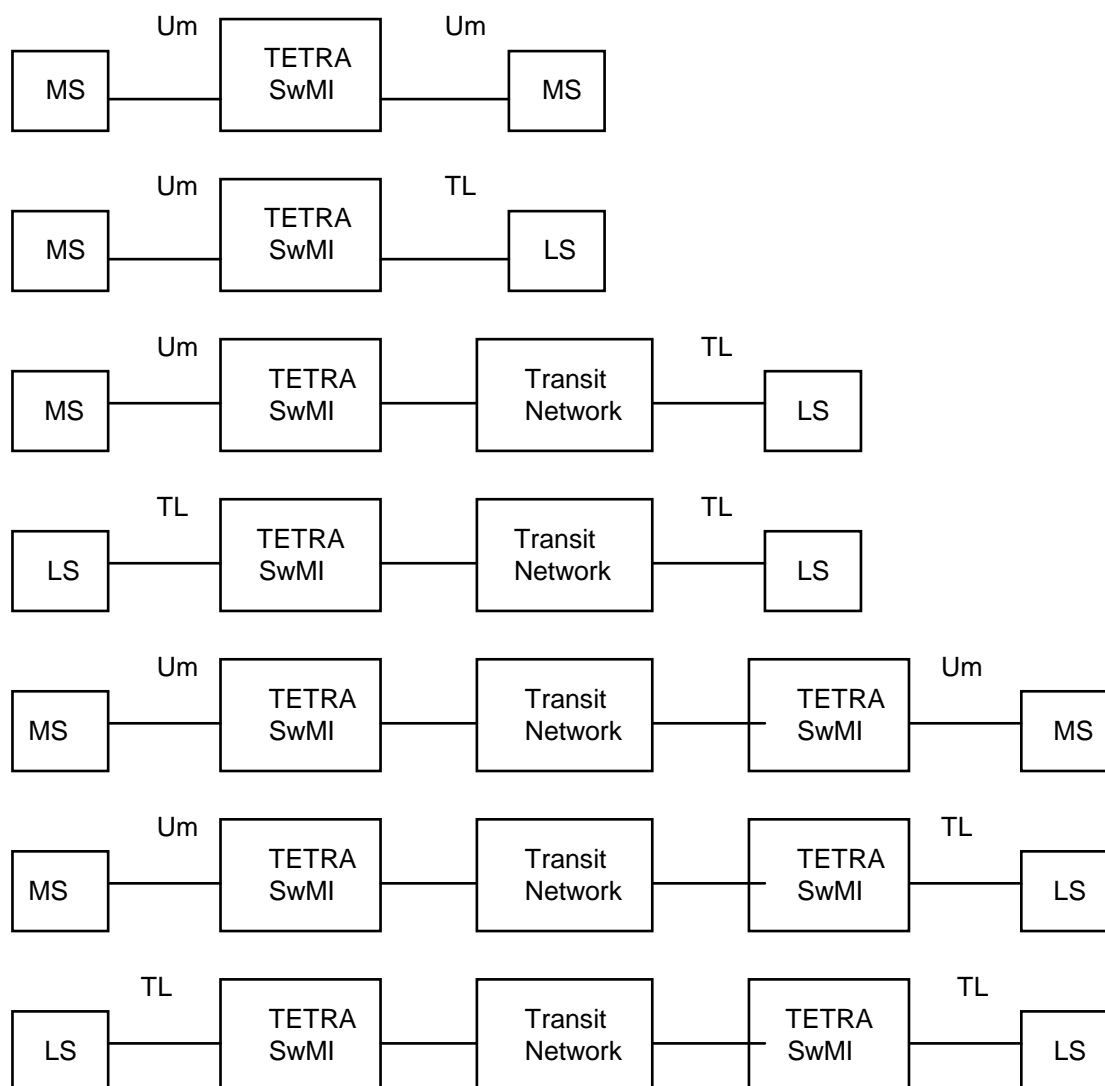 Um Um
MS TETRA SwMI MS
Um TL
MS TETRA SwMI LS
Um TL
MS TETRA SwMI Transit Network LS
TL TL
LS TETRA SwMI Transit Network LS
Um Um
MS TETRA SwMI Transit Network TETRA SwMI MS
Um TL
MS TETRA SwMI Transit Network TETRA SwMI LS
TL TL
LS TETRA SwMI Transit Network TETRA SwMI LS